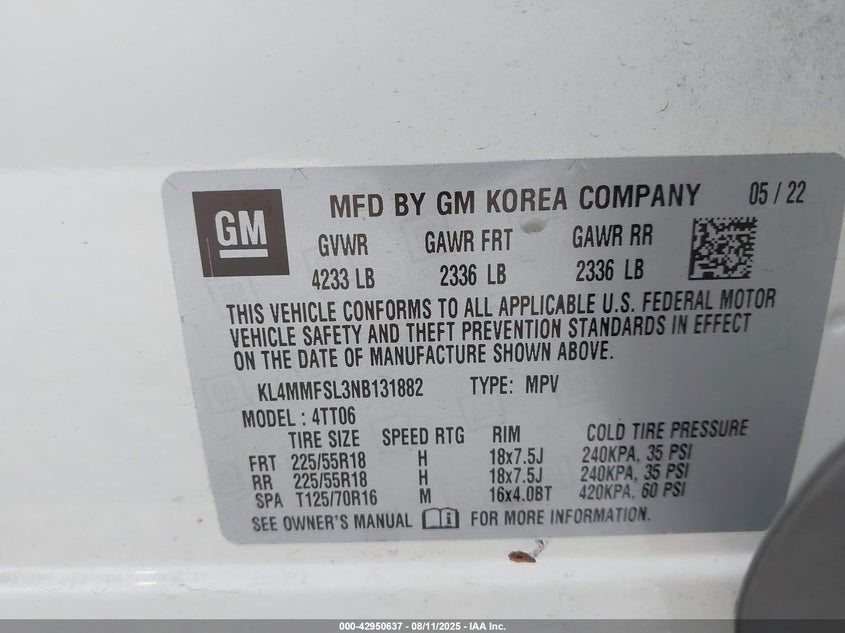 GM
MFD BY GM KOREA COMPANY 05 / 22
GVWR GAWR FRT GAWR RR
4233 LB 2336 LB 2336 LB
THIS VEHICLE CONFORMS TO ALL APPLICABLE U.S. FEDERAL MOTOR
VEHICLE SAFETY AND THEFT PREVENTION STANDARDS IN EFFECT
ON THE DATE OF MANUFACTURE SHOWN ABOVE.
KL4MMFSL3NB131882 TYPE: MPV
MODEL : 4TT06
TIRE SIZE SPEED RTG RIM COLD TIRE PRESSURE
FRT 225/55R18 H 18x7.5J 240KPA, 35 PSI
RR 225/55R18 H 18x7.5J 240KPA, 35 PSI
SPA T125/70R16 M 16x4.0BT 420KPA, 60 PSI
SEE OWNER'S MANUAL i FOR MORE INFORMATION.
000-42950637 - 08/11/2025 - IAA Inc.